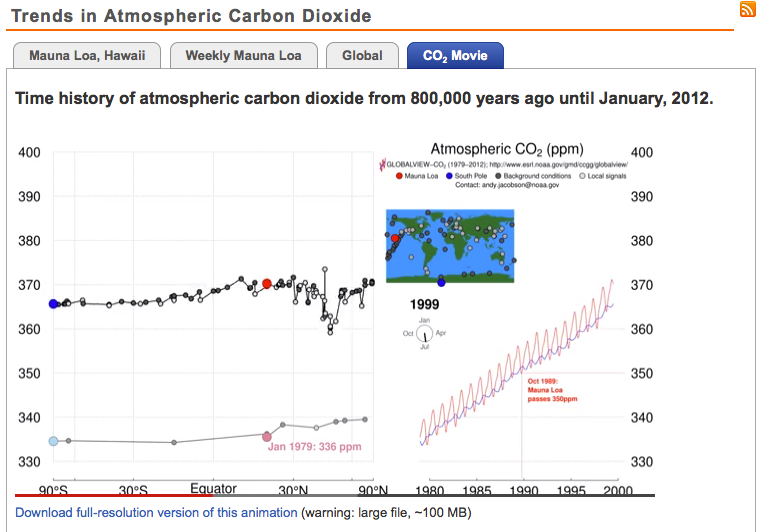 Trends in Atmospheric Carbon Dioxide
Mauna Loa, Hawaii
Weekly Mauna Loa
Global
CO₂ Movie
Time history of atmospheric carbon dioxide from 800,000 years ago until January, 2012.
Atmospheric CO₂ (ppm)
GLOBALVIEW-CO₂ (1979-2012); http://www.esrl.noaa.gov/gmd/ccgg/globalview/
Mauna Loa South Pole Background conditions Local signals
Contact: andy.jacobson@noaa.gov
400
390
380
370
360
350
340
330
400
390
380
370
360
350
340
330
1999
Jan
Oct Apr
Jul
Oct 1989:
Mauna Loa
passes 350ppm
Jan 1979: 336 ppm
90°S 30°S Equator 30°N 90°N
1980 1985 1990 1995 2000
Download full-resolution version of this animation (warning: large file, ~100 MB)